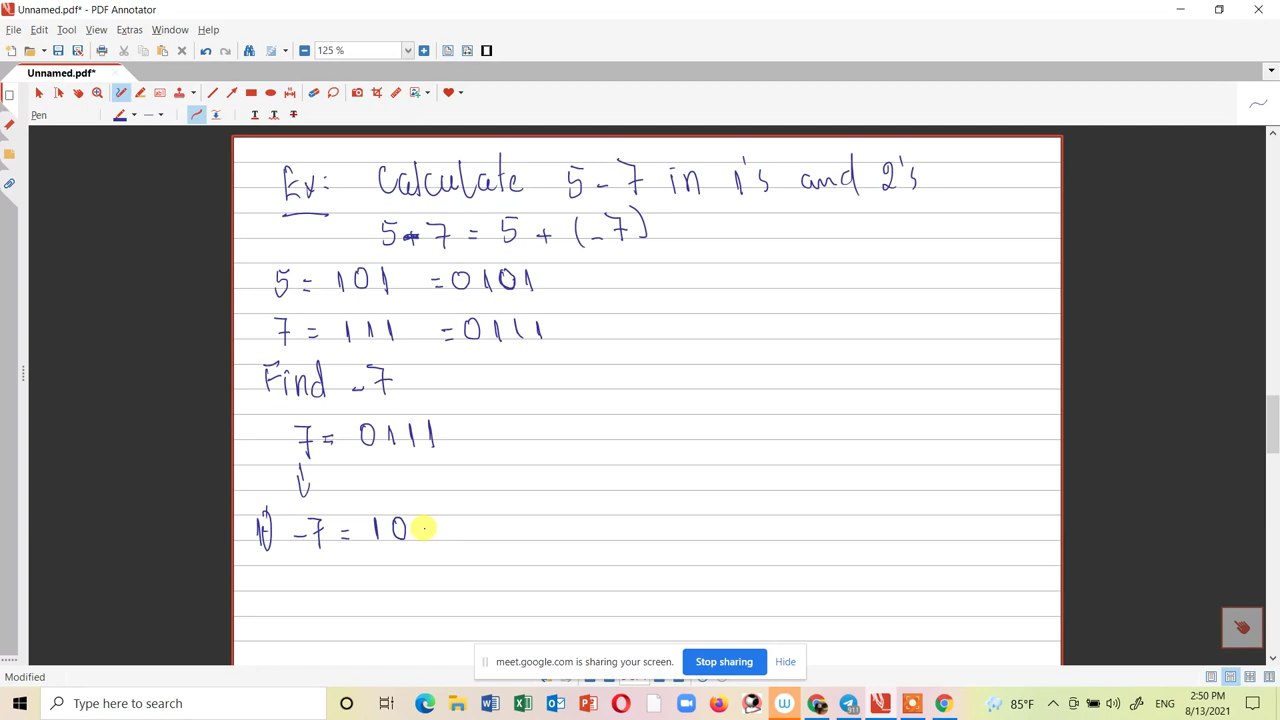 Unnamed.pdf* - PDF Annotator
File Edit Tool View Extras Window Help
125 %
Unnamed.pdf*
Pen
Ex: Calculate 5 - 7 in 1's and 2's
5 - 7 = 5 + (-7)
5 = 101 = 0101
7 = 111 = 0111
Find -7
7 = 0111
-7 = 10
meet.google.com is sharing your screen. Stop sharing Hide
Modified
Type here to search
85°F ENG 2:50 PM
8/13/2021